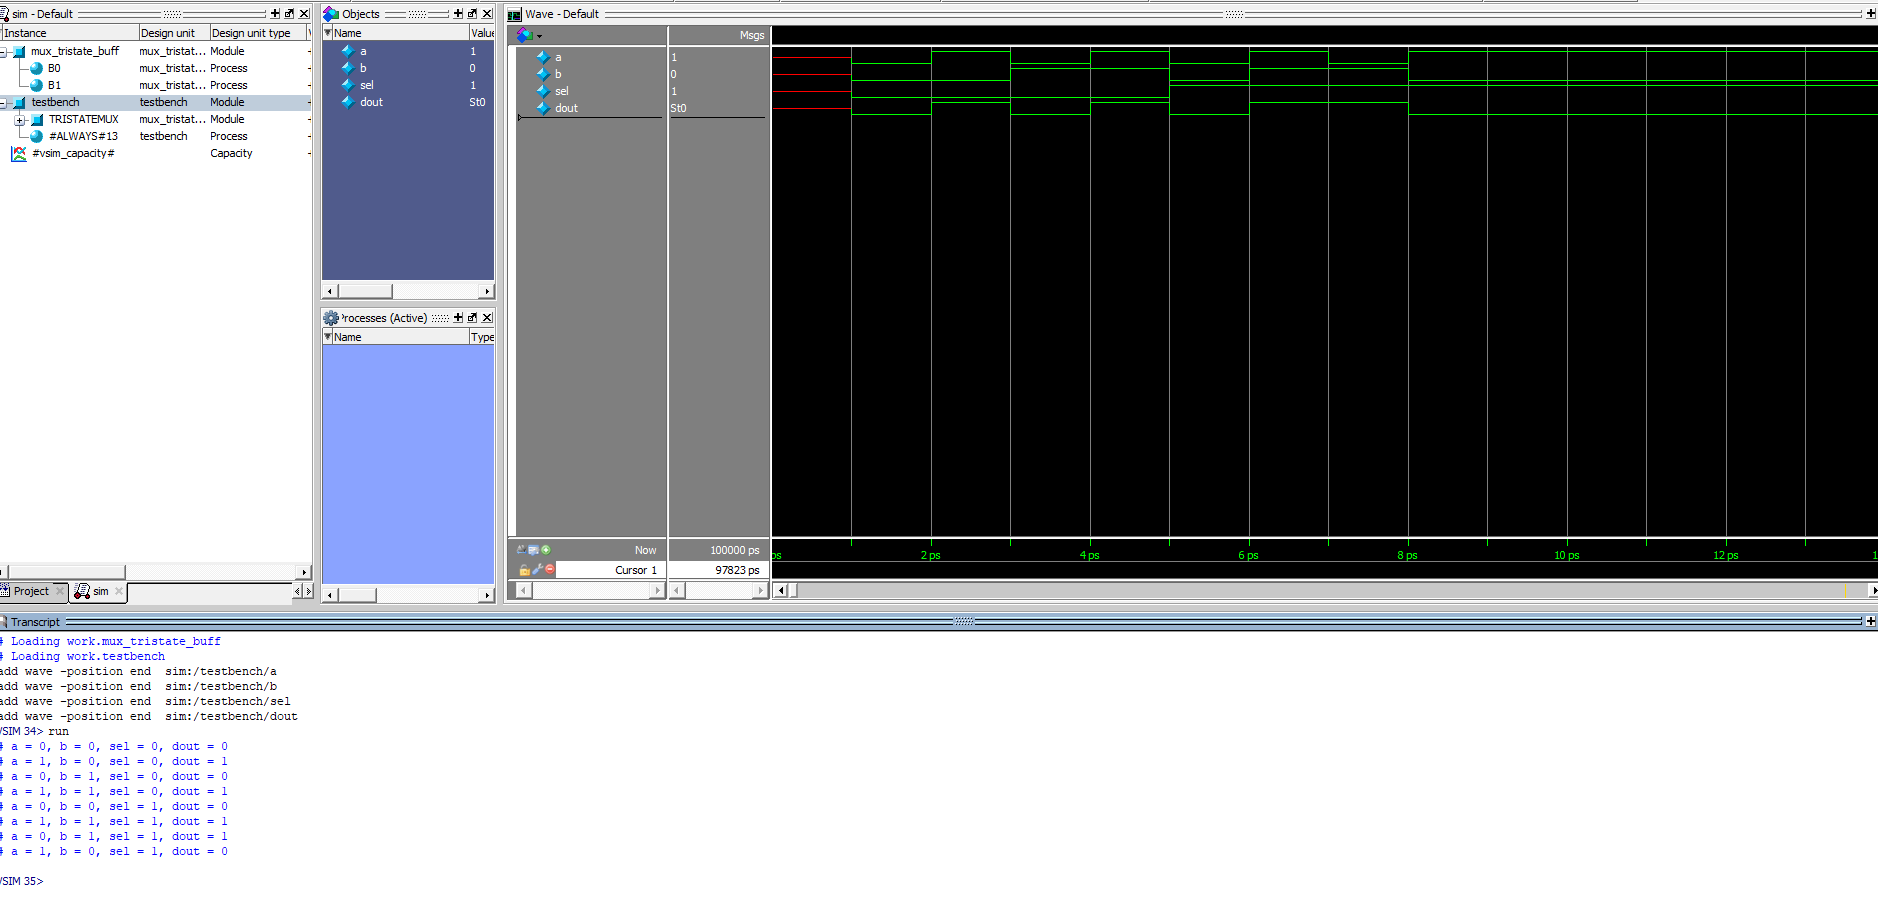 sim - Default
Instance Design unit Design unit type
mux_tristate_buff mux_tristat... Module
B0 mux_tristat... Process
B1 mux_tristat... Process
testbench testbench Module
TRISTATEMUX mux_tristat... Module
#ALWAYS#13 testbench Process
#vsim_capacity# Capacity
Project sim
Objects
Name Value
a 1
b 0
sel 1
dout St0
Processes (Active)
Name Type
Wave - Default
Msgs
a 1
b 0
sel 1
dout St0
Now 100000 ps
Cursor 1 97823 ps
ps 2 ps 4 ps 6 ps 8 ps 10 ps 12 ps
Transcript
# Loading work.mux_tristate_buff
# Loading work.testbench
add wave -position end sim:/testbench/a
add wave -position end sim:/testbench/b
add wave -position end sim:/testbench/sel
add wave -position end sim:/testbench/dout
VSIM 34> run
# a = 0, b = 0, sel = 0, dout = 0
# a = 1, b = 0, sel = 0, dout = 1
# a = 0, b = 1, sel = 0, dout = 0
# a = 1, b = 1, sel = 0, dout = 1
# a = 0, b = 0, sel = 1, dout = 0
# a = 1, b = 1, sel = 1, dout = 1
# a = 0, b = 1, sel = 1, dout = 1
# a = 1, b = 0, sel = 1, dout = 0
VSIM 35>